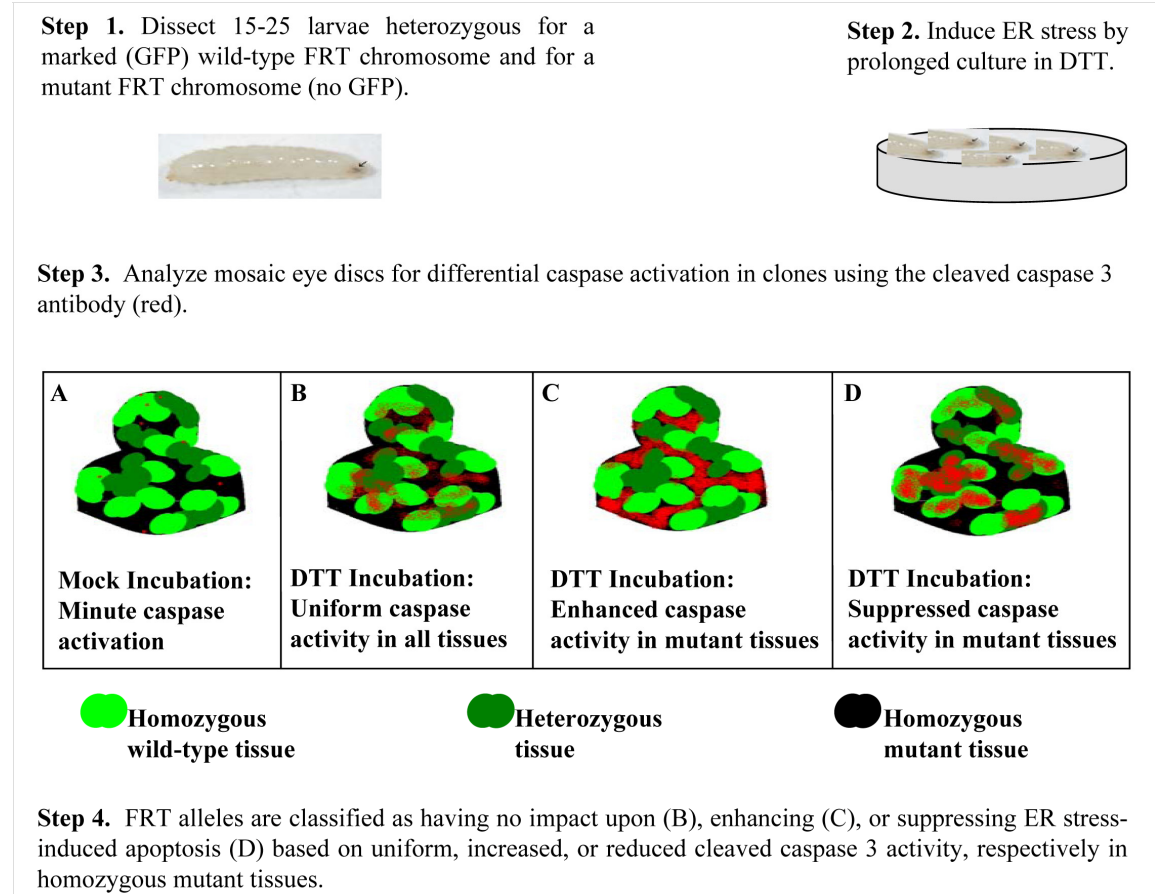 Step 1. Dissect 15-25 larvae heterozygous for a
marked (GFP) wild-type FRT chromosome and for a
mutant FRT chromosome (no GFP).
Step 2. Induce ER stress by
prolonged culture in DTT.
Step 3. Analyze mosaic eye discs for differential caspase activation in clones using the cleaved caspase 3
antibody (red).
A
Mock Incubation:
Minute caspase
activation
B
DTT Incubation:
Uniform caspase
activity in all tissues
C
DTT Incubation:
Enhanced caspase
activity in mutant tissues
D
DTT Incubation:
Suppressed caspase
activity in mutant tissues
Homozygous
wild-type tissue
Heterozygous
tissue
Homozygous
mutant tissue
Step 4. FRT alleles are classified as having no impact upon (B), enhancing (C), or suppressing ER stress-
induced apoptosis (D) based on uniform, increased, or reduced cleaved caspase 3 activity, respectively in
homozygous mutant tissues.